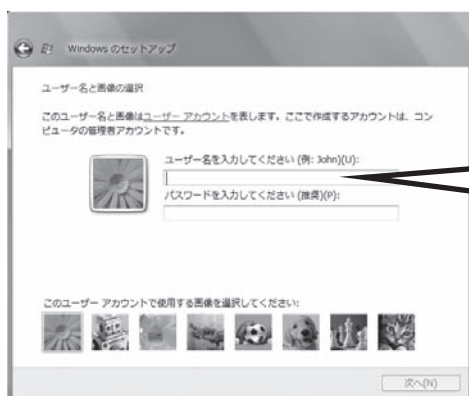 Windows のセットアップ
ユーザー名と画像の選択
このユーザー名と画像はユーザー アカウントを表します。ここで作成するアカウントは、コン
ピュータの管理者アカウントです。
ユーザー名を入力してください (例: John)(U):
パスワードを入力してください (推奨)(P):
このユーザー アカウントで使用する画像を選択してください:
次へ(N)